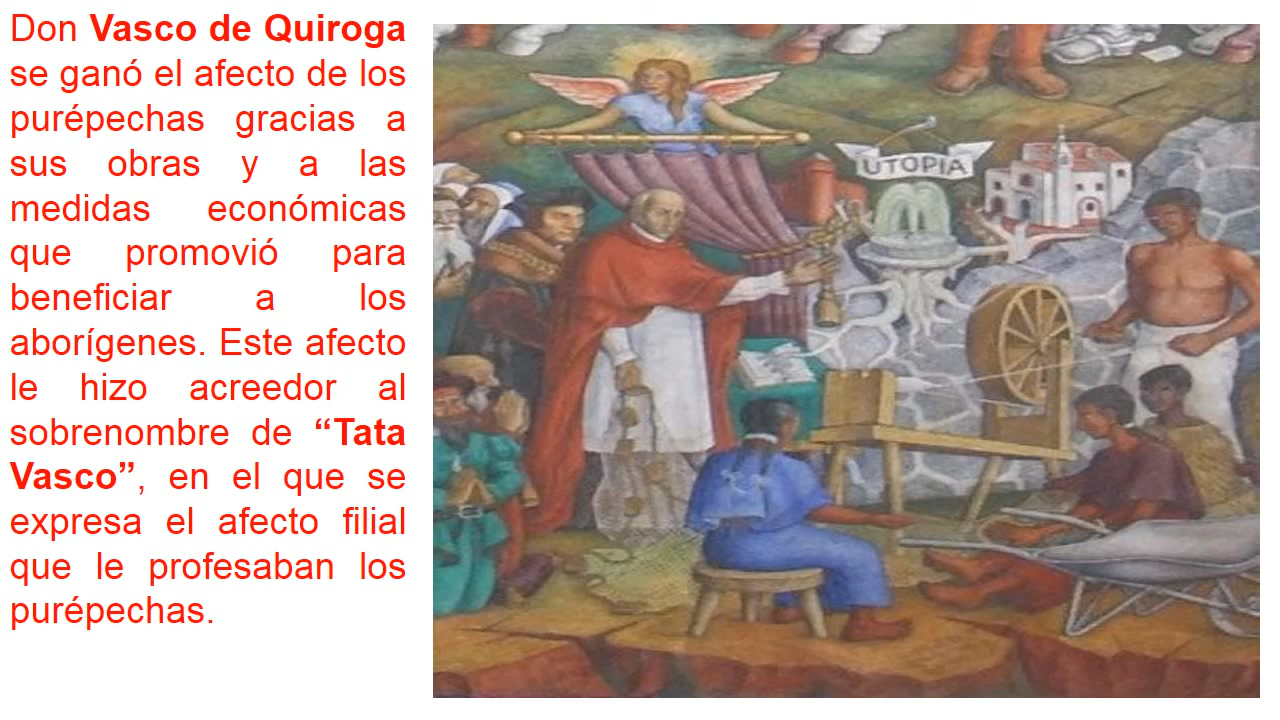 Don Vasco de Quiroga
se ganó el afecto de los
purépechas gracias a
sus obras y a las
medidas económicas
que promovió para
beneficiar a los
aborígenes. Este afecto
le hizo acreedor al
sobrenombre de “Tata
Vasco”, en el que se
expresa el afecto filial
que le profesaban los
purépechas.
UTOPIA